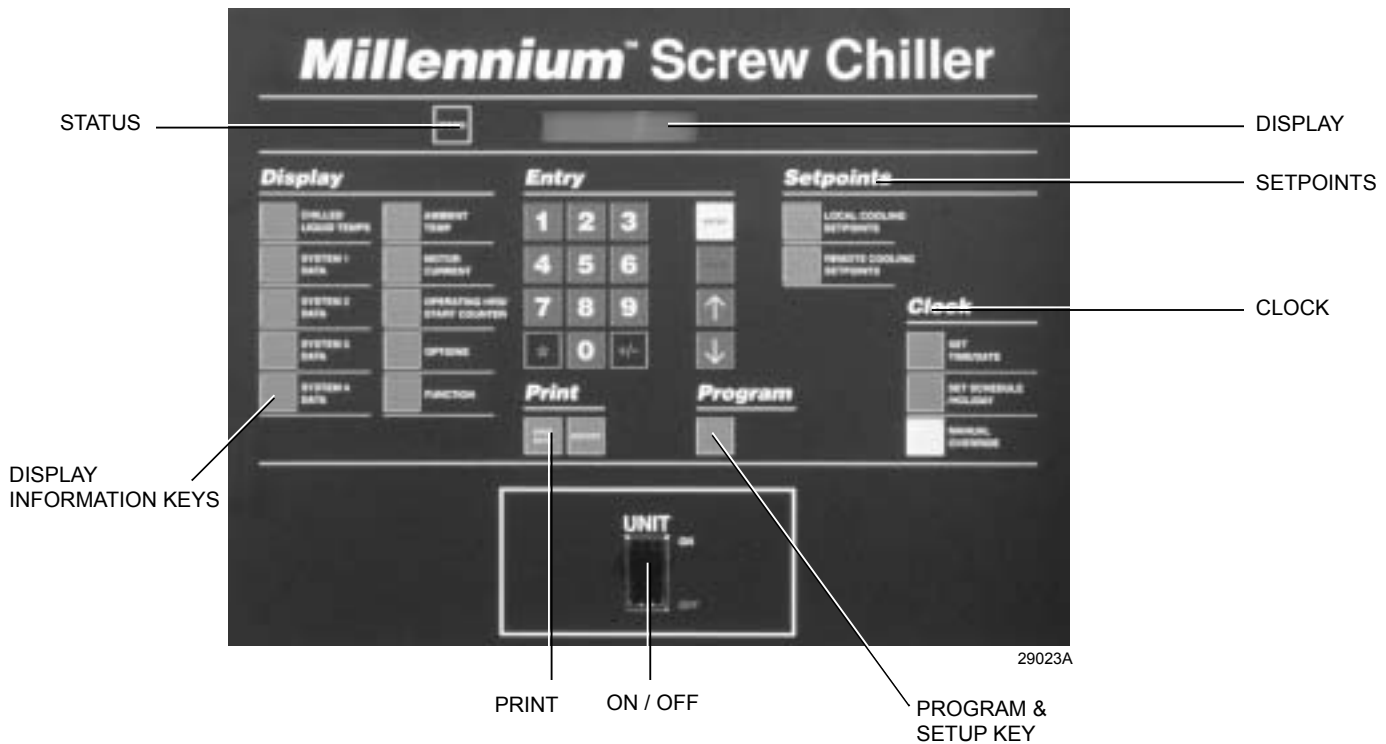 Millennium™ Screw Chiller
STATUS
DISPLAY
Display
Entry
Setpoints
SETPOINTS
CHILLED
LIQUID TEMPS
AMBIENT
TEMP
1 2 3
LOCAL COOLING
SETPOINTS
SYSTEM 1
DATA
MOTOR
CURRENT
4 5 6
REMOTE COOLING
SETPOINTS
SYSTEM 2
DATA
OPERATING HRS/
START COUNTER
7 8 9
↑
Clock
CLOCK
SYSTEM 3
DATA
OPTIONS
* 0 +/-
↓
SET
TIME/DATE
SYSTEM 4
DATA
FUNCTION
Print
Program
SET SCHEDULE
/HOLIDAY
MANUAL
OVERRIDE
DISPLAY
INFORMATION KEYS
UNIT
ON
OFF
29023A
PRINT
ON / OFF
PROGRAM &
SETUP KEY